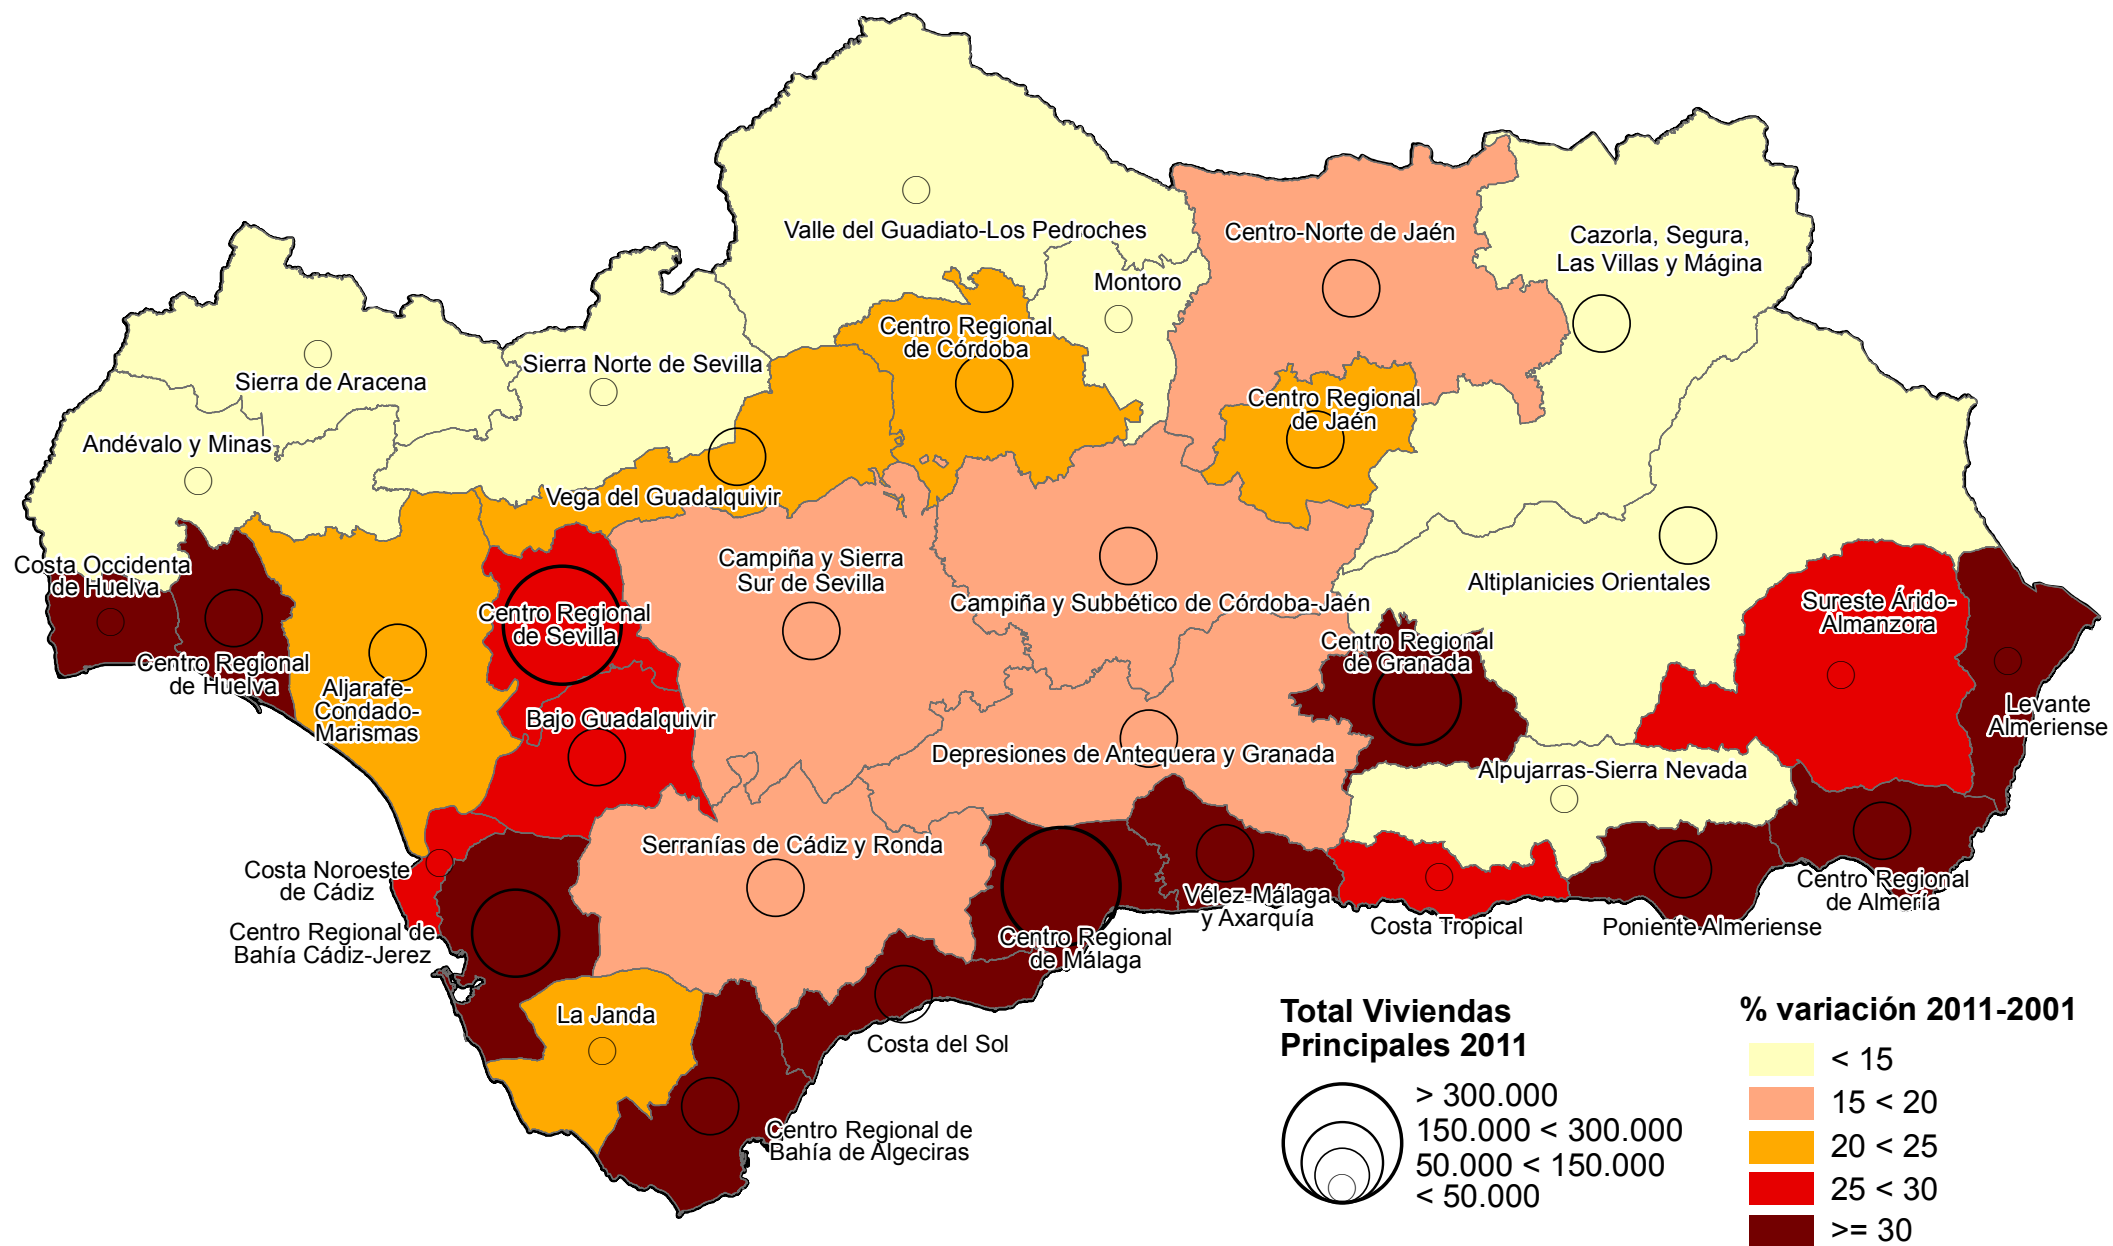 Valle del Guadiato-Los Pedroches
Centro-Norte de Jaén
Cazorla, Segura,
Las Villas y Mágina
Montoro
Centro Regional
de Córdoba
Sierra Norte de Sevilla
Sierra de Aracena
Centro Regional
de Jaén
Andévalo y Minas
Vega del Guadalquivir
Costa Occidenta
de Huelva
Campiña y Sierra
Sur de Sevilla
Altiplanicies Orientales
Campiña y Subbético de Córdoba-Jaén
Sureste Árido-
Almanzora
Centro Regional
de Sevilla
Centro Regional
de Granada
Centro Regional
de Huelva
Aljarafe-
Condado-
Marismas
Bajo Guadalquivir
Levante
Almeriense
Depresiones de Antequera y Granada
Alpujarras-Sierra Nevada
Serranías de Cádiz y Ronda
Costa Noroeste
de Cádiz
Vélez-Málaga
y Axarquía
Centro Regional
de Almería
Costa Tropical
Poniente Almeriense
Centro Regional de
Bahía Cádiz-Jerez
Centro Regional
de Málaga
La Janda
Costa del Sol
Centro Regional de
Bahía de Algeciras
Total Viviendas
Principales 2011
> 300.000
150.000 < 300.000
50.000 < 150.000
< 50.000
% variación 2011-2001
< 15
15 < 20
20 < 25
25 < 30
>= 30